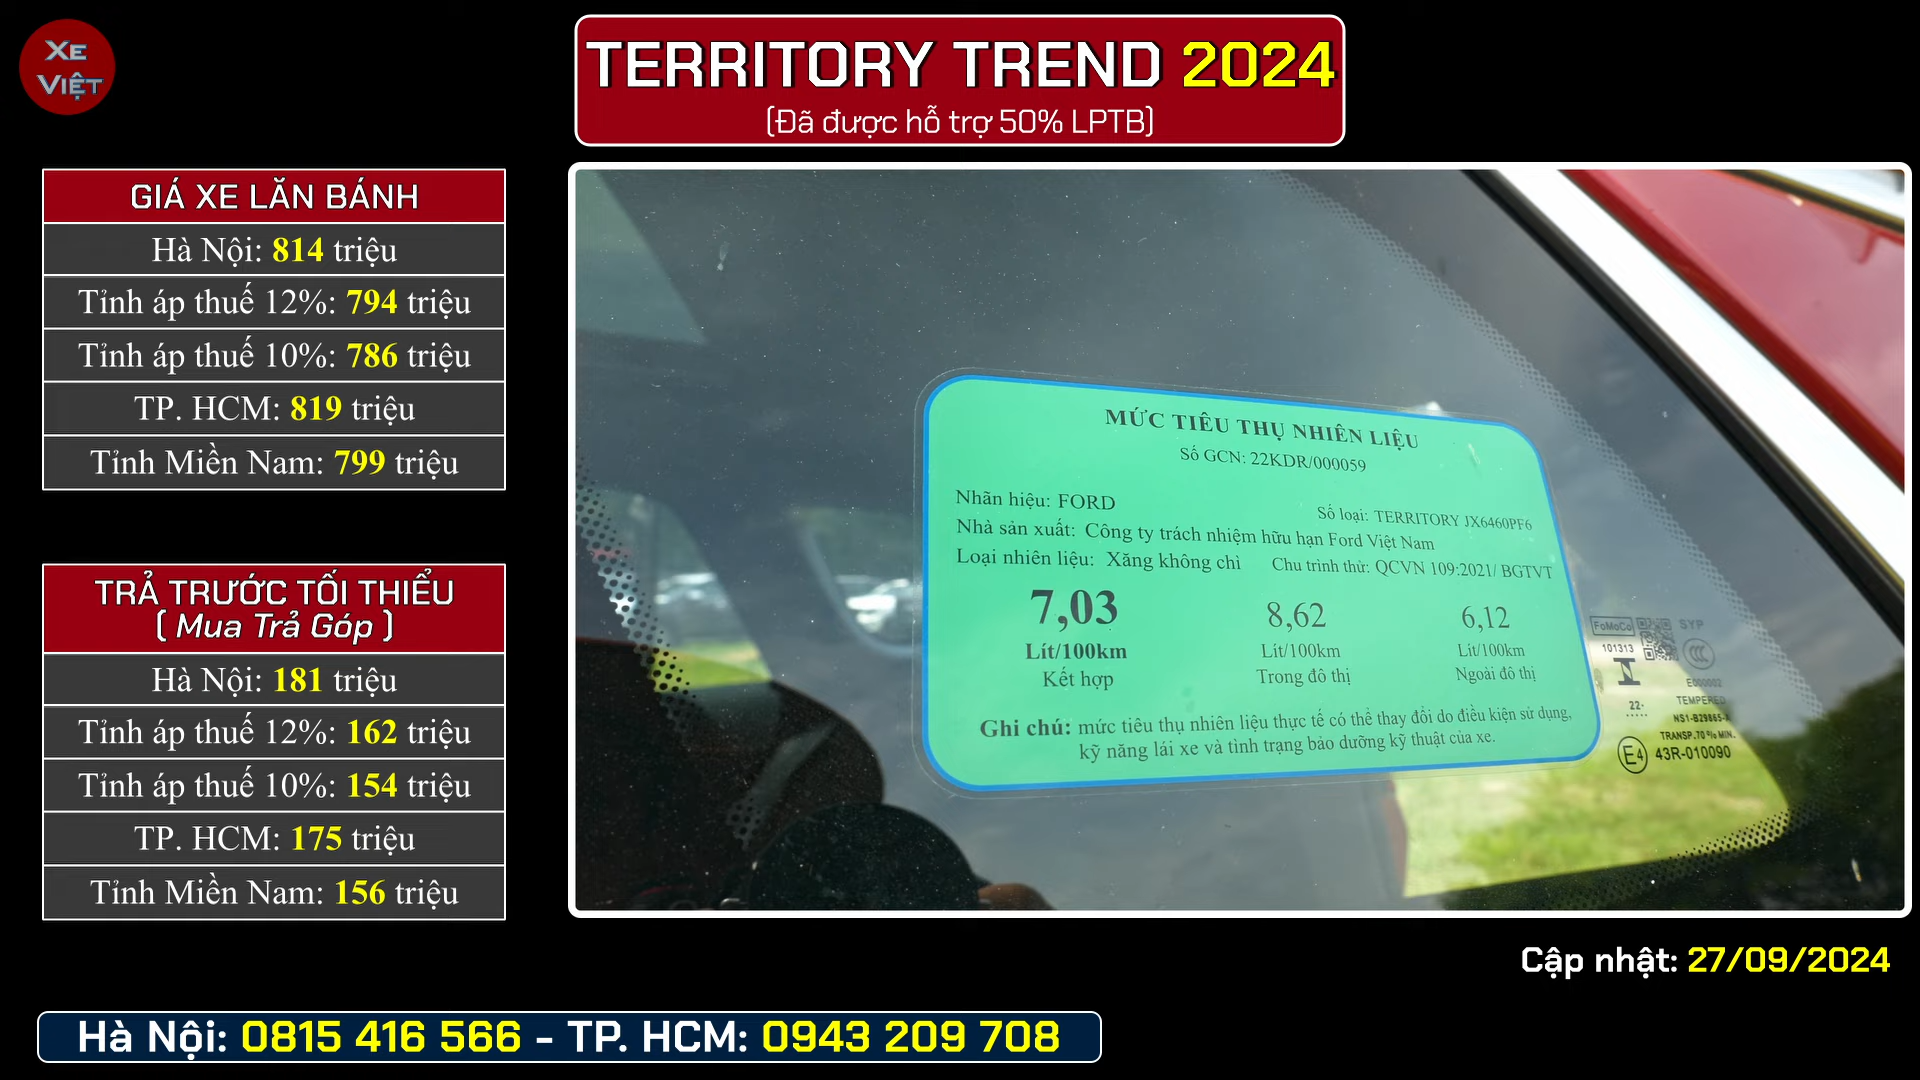 XE
VIỆT
TERRITORY TREND 2024
(Đã được hỗ trợ 50% LPTB)
GIÁ XE LĂN BÁNH
Hà Nội: 814 triệu
Tỉnh áp thuế 12%: 794 triệu
Tỉnh áp thuế 10%: 786 triệu
TP. HCM: 819 triệu
Tỉnh Miền Nam: 799 triệu
TRẢ TRƯỚC TỐI THIỂU
( Mua Trả Góp )
Hà Nội: 181 triệu
Tỉnh áp thuế 12%: 162 triệu
Tỉnh áp thuế 10%: 154 triệu
TP. HCM: 175 triệu
Tỉnh Miền Nam: 156 triệu
MỨC TIÊU THỤ NHIÊN LIỆU
Số GCN: 22KDR/000059
Nhãn hiệu: FORD
Số loại: TERRITORY JX6460PF6
Nhà sản xuất: Công ty trách nhiệm hữu hạn Ford Việt Nam
Loại nhiên liệu: Xăng không chì Chu trình thử: QCVN 109:2021/ BGTVT
7,03 8,62 6,12
Lít/100km Lít/100km Lít/100km
Kết hợp Trong đô thị Ngoài đô thị
Ghi chú: mức tiêu thụ nhiên liệu thực tế có thể thay đổi do điều kiện sử dụng,
kỹ năng lái xe và tình trạng bảo dưỡng kỹ thuật của xe.
FoMoCo SYP
101313
E000002
22·
TEMPERED
NS1-B29865-A
TRANSP.70 % MIN.
E4 43R-010090
Cập nhật: 27/09/2024
Hà Nội: 0815 416 566 - TP. HCM: 0943 209 708